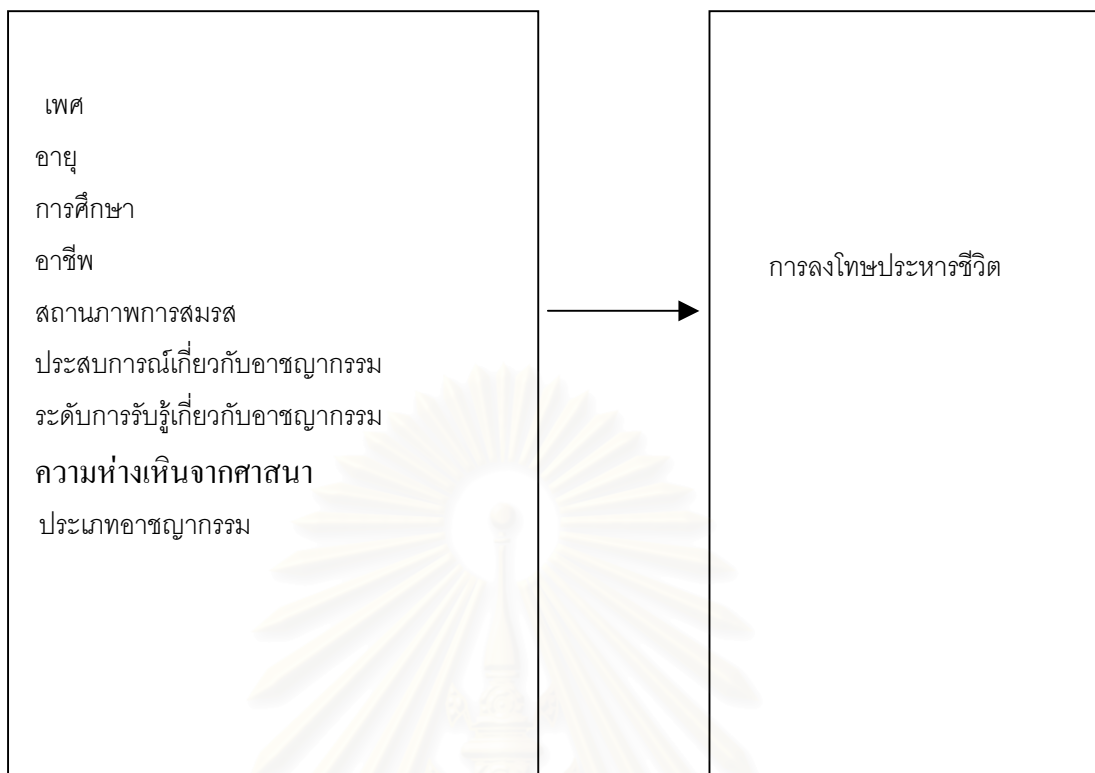 เพศ
อายุ
การศึกษา
อาชีพ
การลงโทษประหารชีวิต
สถานภาพการสมรส
ประสบการณ์เกี่ยวกับอาชญากรรม
ระดับการรับรู้เกี่ยวกับอาชญากรรม
ความห่างเหินจากศาสนา
ประเภทอาชญากรรม